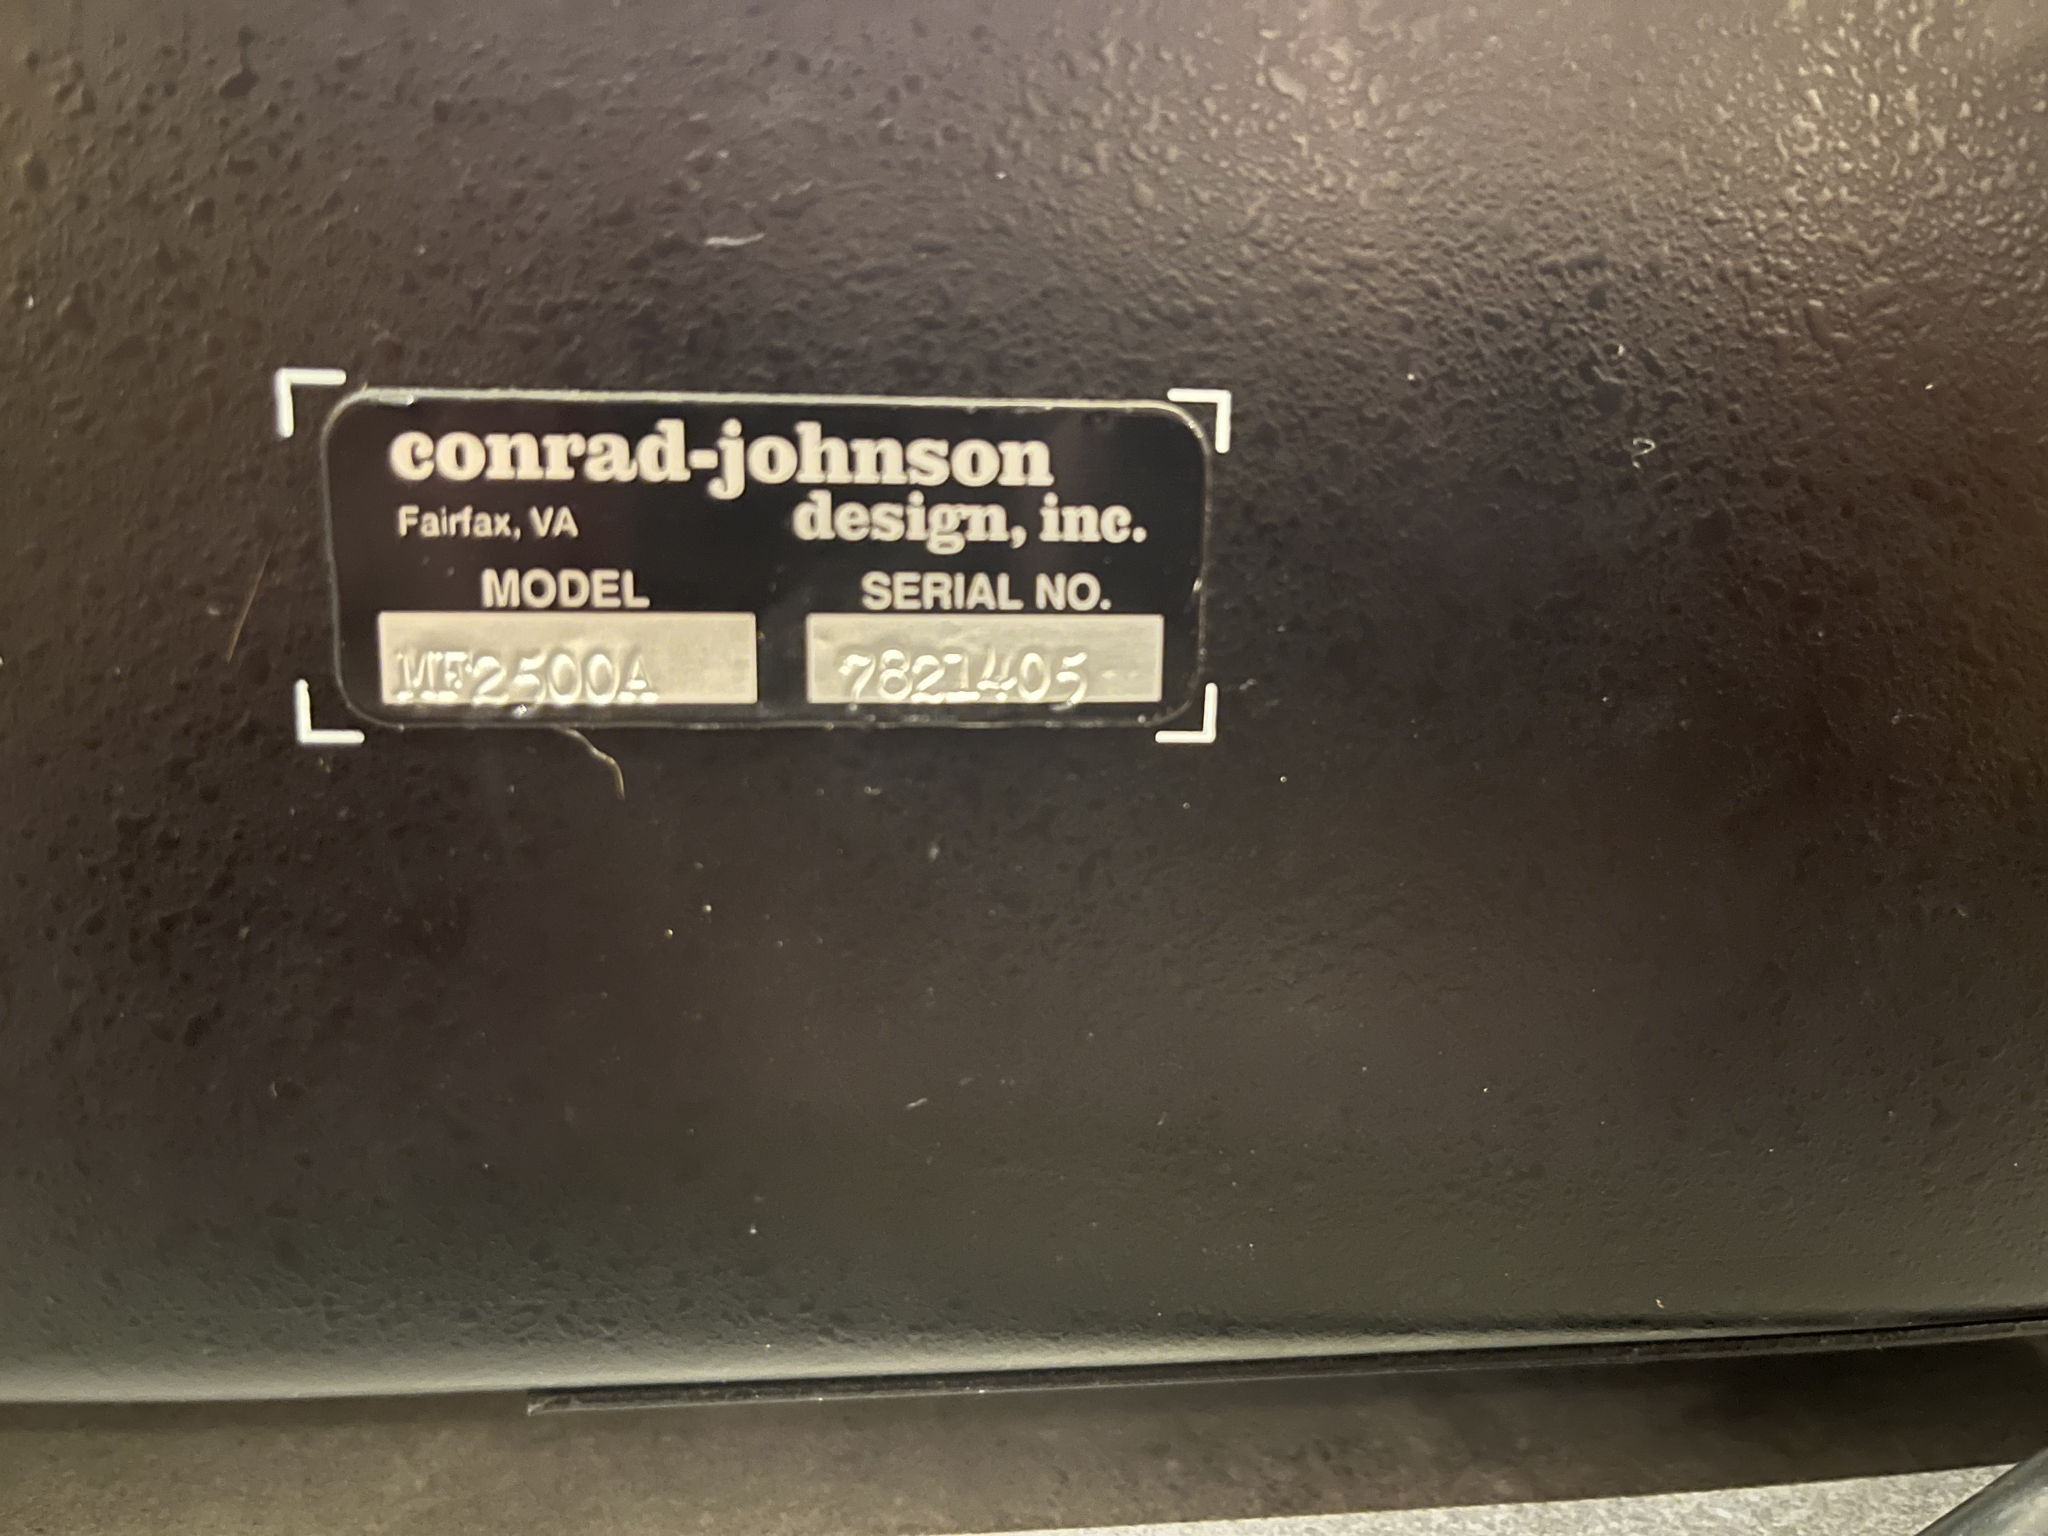 conrad-johnson
Fairfax, VA design, inc.
MODEL SERIAL NO.
MF2500A 7821405